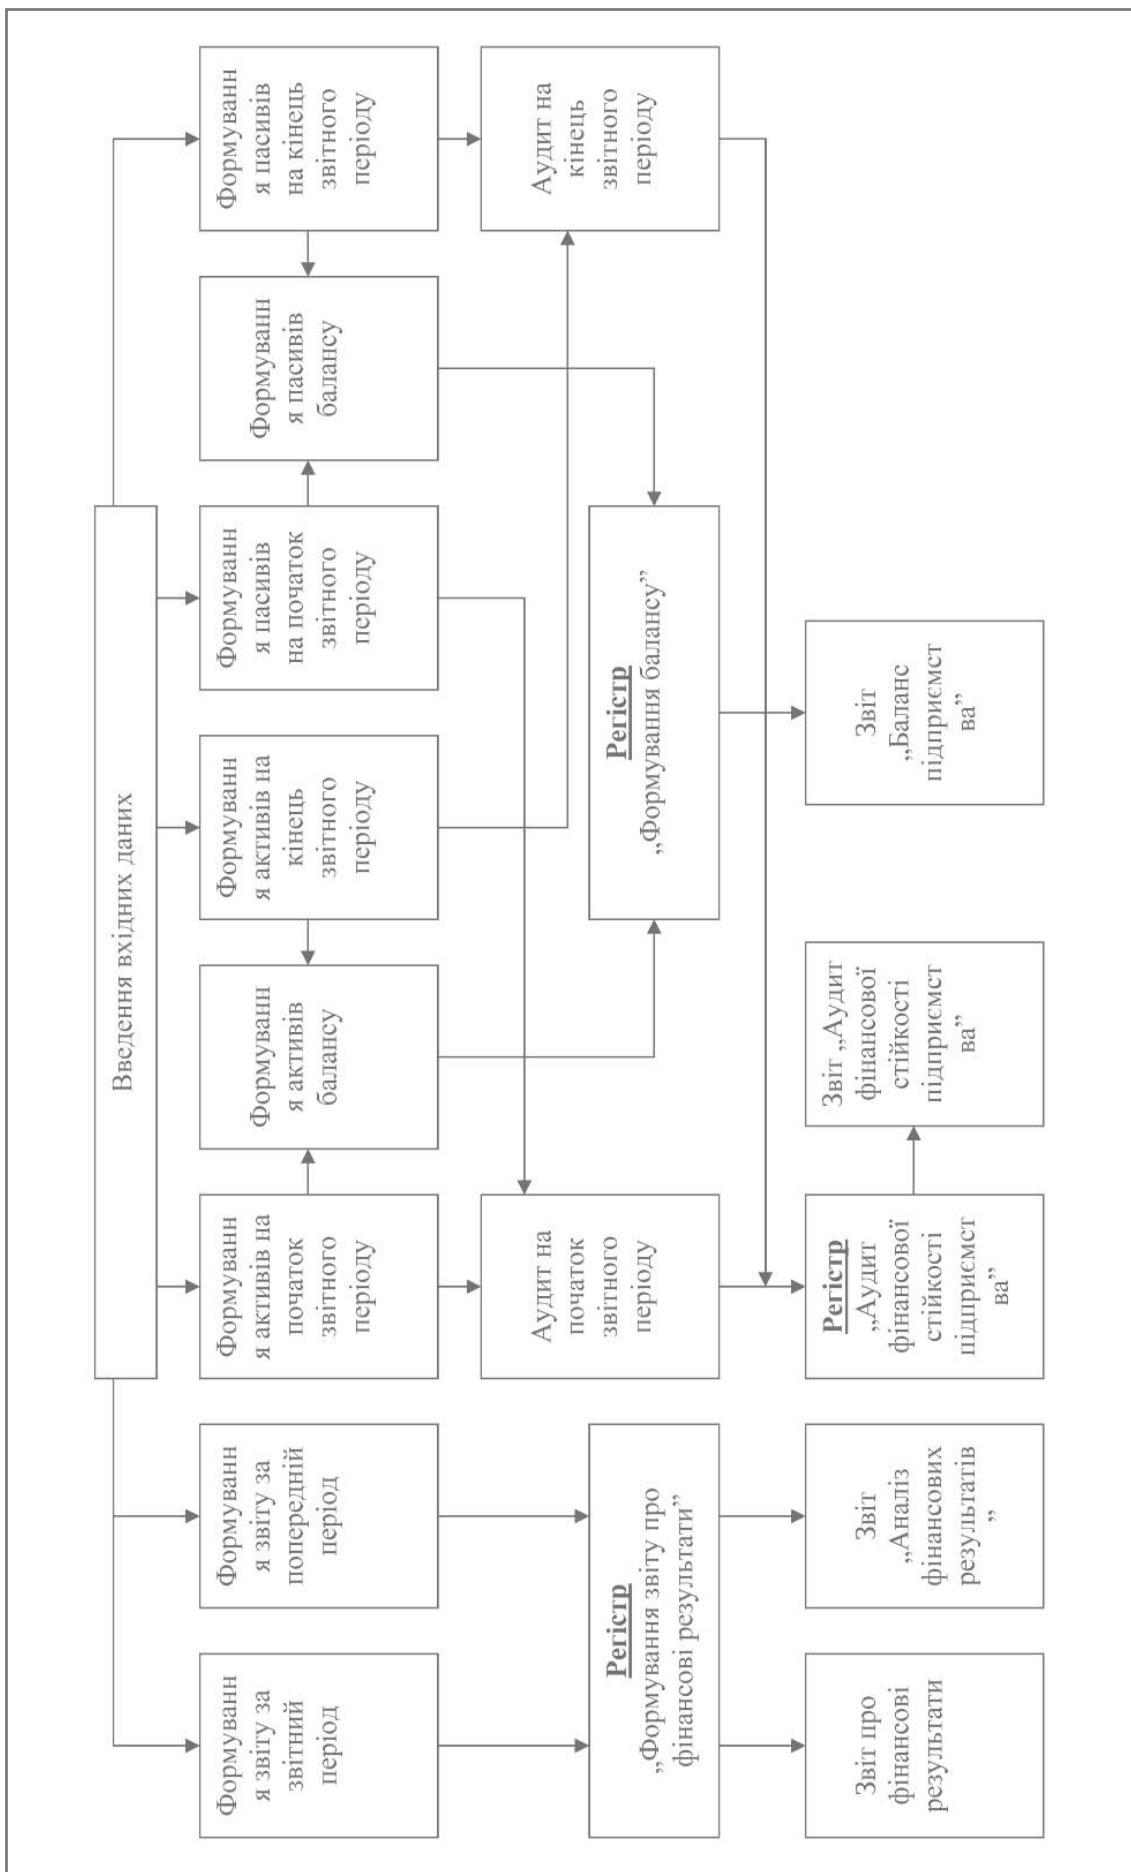 Введення вхідних даних
Формуванн
я звіту за
звітний
період
Формуванн
я звіту за
попередній
період
Формуванн
я активів на
початок
звітного
періоду
Формуванн
я активів
балансу
Формуванн
я активів на
кінець
звітного
періоду
Формуванн
я пасивів
на початок
звітного
періоду
Формуванн
я пасивів
балансу
Формуванн
я пасивів
на кінець
звітного
періоду
Аудит на
початок
звітного
періоду
Аудит на
кінець
звітного
періоду
Регістр
„Формування звіту про
фінансові результати”
Регістр
„Формування балансу”
Звіт про
фінансові
результати
Звіт
„Аналіз
фінансових
результатів
”
Регістр
„Аудит
фінансової
стійкості
підприємст
ва”
Звіт „Аудит
фінансової
стійкості
підприємст
ва”
Звіт
„Баланс
підприємст
ва”